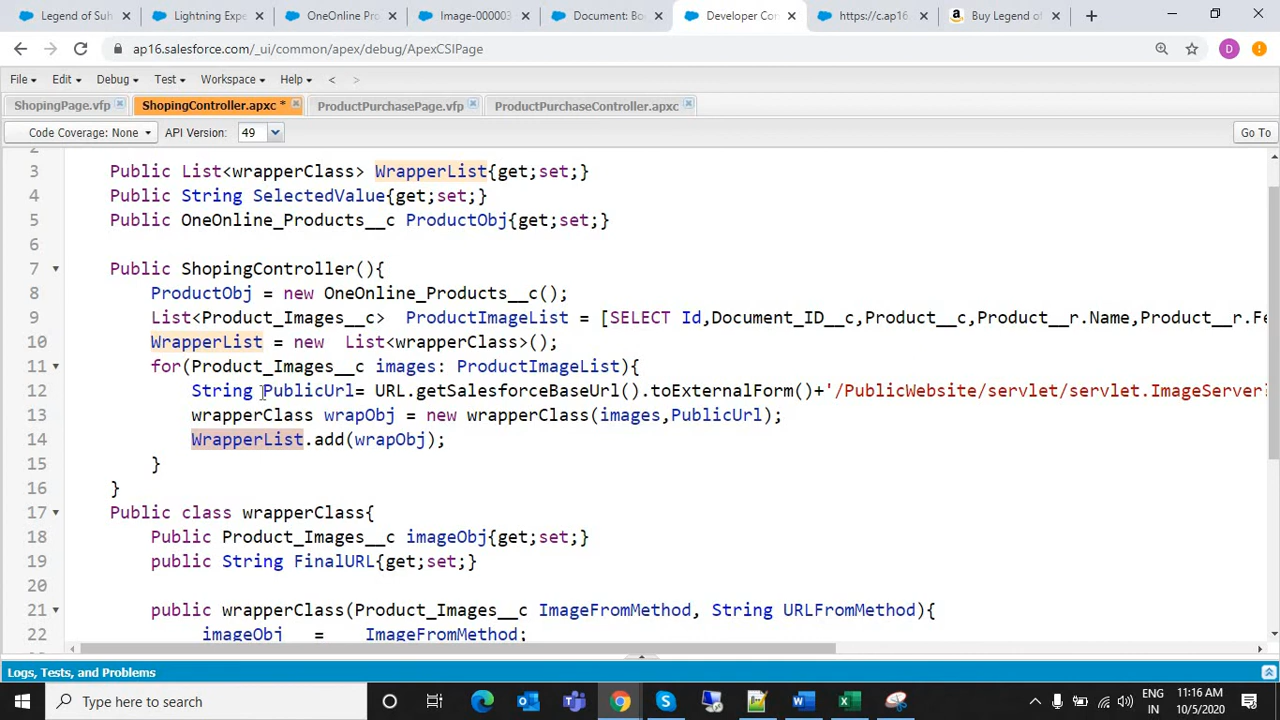 Legend of Suh
Lightning Expe
OneOnline Pro
Image-000003
Document: Bo
Developer Con
https://c.ap16
Buy Legend of
ap16.salesforce.com/_ui/common/apex/debug/ApexCSIPage
D
File Edit Debug Test Workspace Help < >
ShopingPage.vfp
ShopingController.apxc *
ProductPurchasePage.vfp
ProductPurchaseController.apxc
Code Coverage: None API Version: 49 Go To
2
3 Public List<wrapperClass> WrapperList{get;set;}
4 Public String SelectedValue{get;set;}
5 Public OneOnline_Products__c ProductObj{get;set;}
6
7 Public ShopingController(){
8 ProductObj = new OneOnline_Products__c();
9 List<Product_Images__c> ProductImageList = [SELECT Id,Document_ID__c,Product__c,Product__r.Name,Product__r.Fe
10 WrapperList = new List<wrapperClass>();
11 for(Product_Images__c images: ProductImageList){
12 String PublicUrl= URL.getSalesforceBaseUrl().toExternalForm()+'/PublicWebsite/servlet/servlet.ImageServer
13 wrapperClass wrapObj = new wrapperClass(images,PublicUrl);
14 WrapperList.add(wrapObj);
15 }
16 }
17 Public class wrapperClass{
18 Public Product_Images__c imageObj{get;set;}
19 public String FinalURL{get;set;}
20
21 public wrapperClass(Product_Images__c ImageFromMethod, String URLFromMethod){
22 imageObj = ImageFromMethod;
Logs, Tests, and Problems
Type here to search
ENG
IN
11:16 AM
10/5/2020